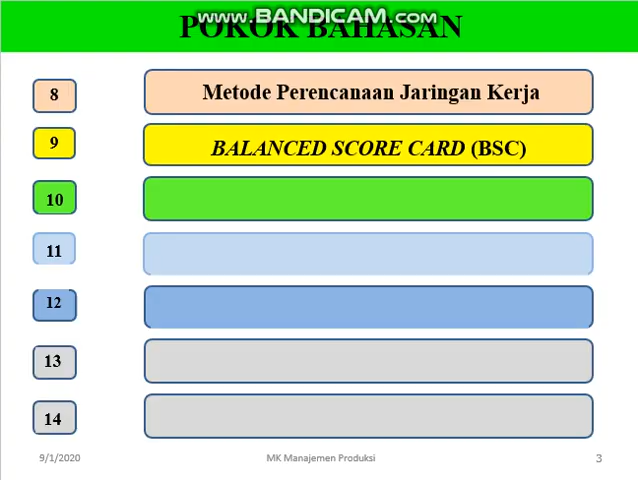 www.BANDICAM.com
POKOK BAHASAN
8 Metode Perencanaan Jaringan Kerja
9 BALANCED SCORE CARD (BSC)
10
11
12
13
14
9/1/2020 MK Manajemen Produksi 3